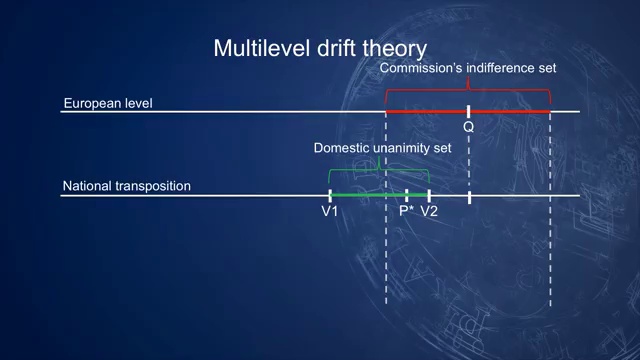 Multilevel drift theory
Commission's indifference set
European level
Q
Domestic unanimity set
National transposition
V1 P* V2